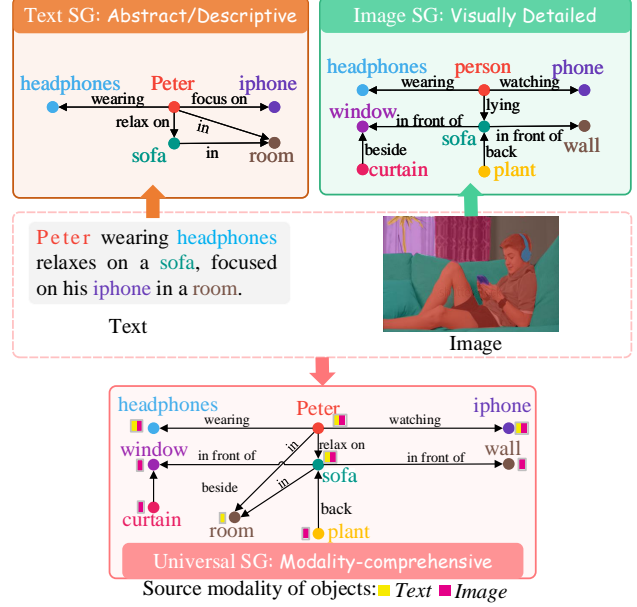 Text SG: Abstract/Descriptive
headphones Peter iphone
wearing focus on
relax on in
sofa in room
Image SG: Visually Detailed
headphones person phone
wearing watching
lying
window in front of sofa in front of wall
beside back
curtain plant
Peter wearing headphones
relaxes on a sofa, focused
on his iphone in a room.
Text
Image
headphones Peter iphone
wearing watching
in relax on
window in front of in sofa in front of wall
beside
back
curtain room plant
Universal SG: Modality-comprehensive
Source modality of objects: Text Image